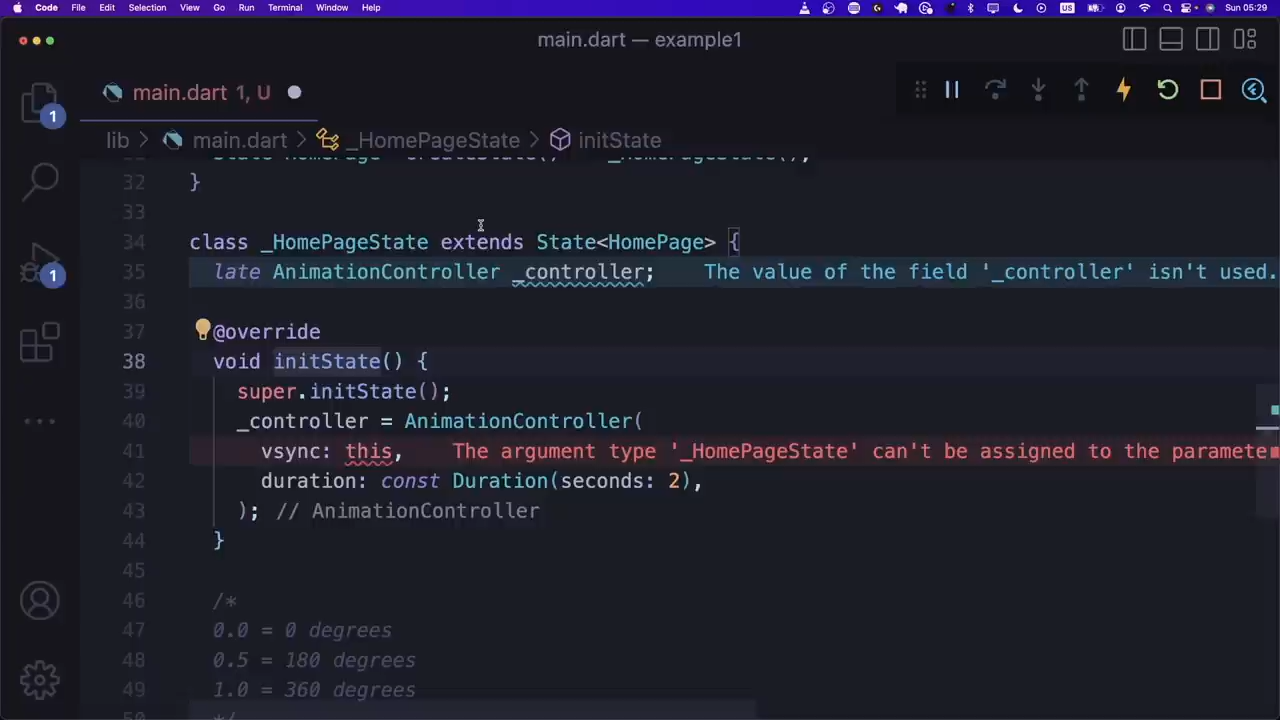 Code File Edit Selection View Go Run Terminal Window Help US Sun 05:29
main.dart — example1
main.dart 1, U
lib > main.dart > _HomePageState > initState
1
32 }
33
34 class _HomePageState extends State<HomePage> {
35 late AnimationController _controller; The value of the field '_controller' isn't used.
1
36
37 @override
38 void initState() {
39 super.initState();
40 _controller = AnimationController(
41 vsync: this, The argument type '_HomePageState' can't be assigned to the paramete
42 duration: const Duration(seconds: 2),
43 ); // AnimationController
44 }
45
46 /*
47 0.0 = 0 degrees
48 0.5 = 180 degrees
49 1.0 = 360 degrees